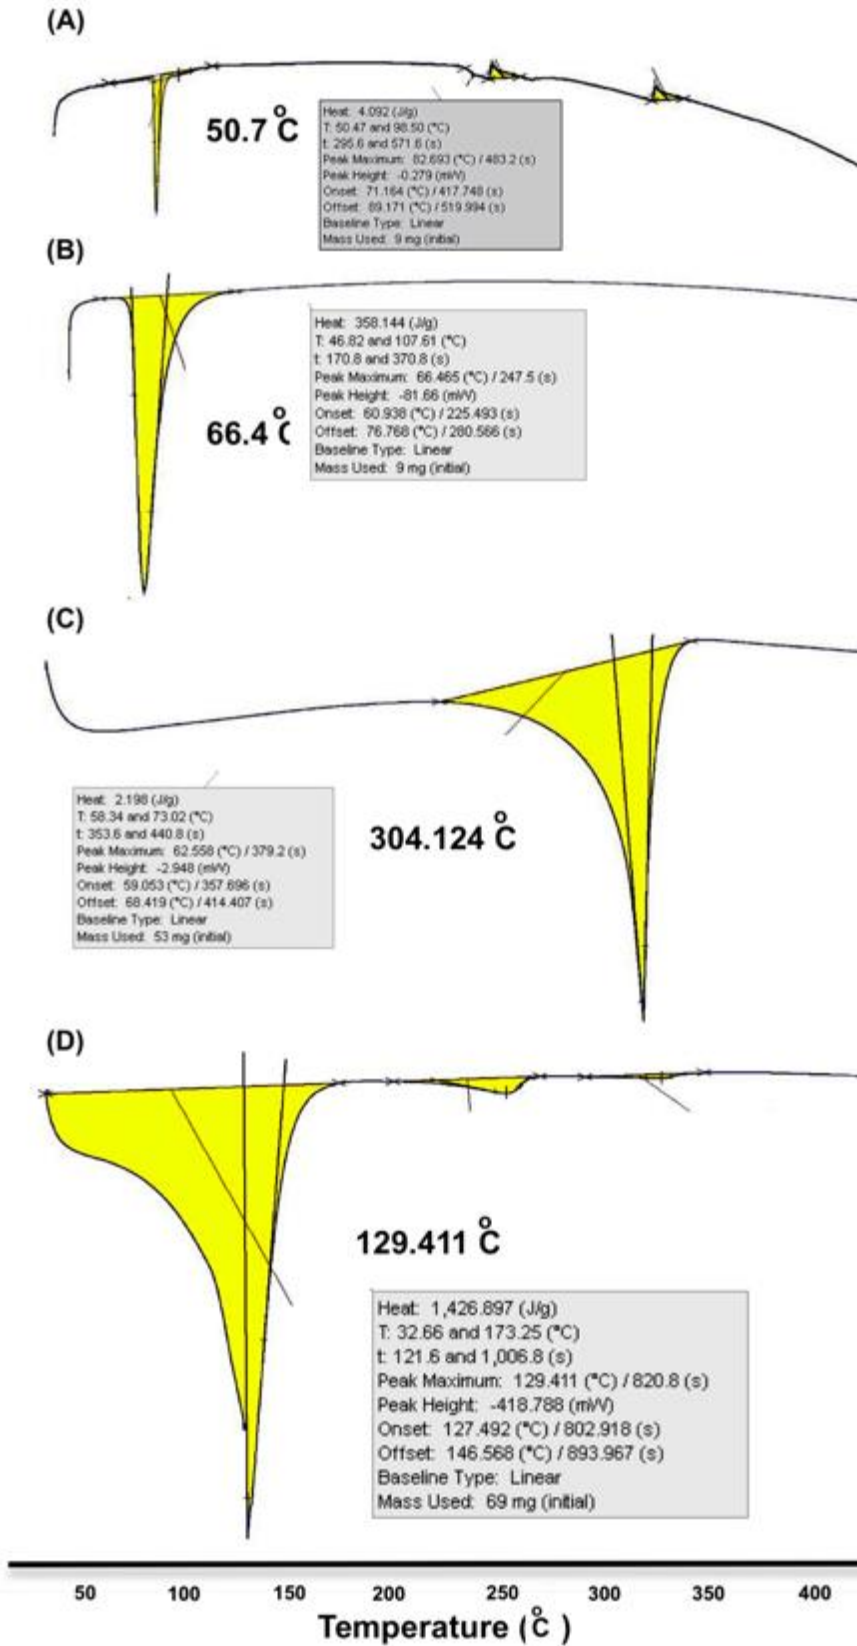 (A)
50.7 °C
Heat: 4.092 (J/g)
T: 50.47 and 98.50 (°C)
t: 295.6 and 571.6 (s)
Peak Maximum: 82.693 (°C) / 483.2 (s)
Peak Height: -0.279 (mW)
Onset: 71.164 (°C) / 417.748 (s)
Offset: 89.171 (°C) / 519.994 (s)
Baseline Type: Linear
Mass Used: 9 mg (initial)
(B)
66.4 °C
Heat: 358.144 (J/g)
T: 46.82 and 107.61 (°C)
t: 170.8 and 370.8 (s)
Peak Maximum: 66.465 (°C) / 247.5 (s)
Peak Height: -81.66 (mW)
Onset: 60.938 (°C) / 225.493 (s)
Offset: 76.768 (°C) / 280.566 (s)
Baseline Type: Linear
Mass Used: 9 mg (initial)
(C)
304.124 °C
Heat: 2.198 (J/g)
T: 58.34 and 73.02 (°C)
t: 353.6 and 440.8 (s)
Peak Maximum: 62.558 (°C) / 379.2 (s)
Peak Height: -2.948 (mW)
Onset: 59.053 (°C) / 357.696 (s)
Offset: 68.419 (°C) / 414.407 (s)
Baseline Type: Linear
Mass Used: 53 mg (initial)
(D)
129.411 °C
Heat: 1,426.897 (J/g)
T: 32.66 and 173.25 (°C)
t: 121.6 and 1,006.8 (s)
Peak Maximum: 129.411 (°C) / 820.8 (s)
Peak Height: -418.788 (mW)
Onset: 127.492 (°C) / 802.918 (s)
Offset: 146.568 (°C) / 893.967 (s)
Baseline Type: Linear
Mass Used: 69 mg (initial)
50 100 150 200 250 300 350 400
Temperature (°C )